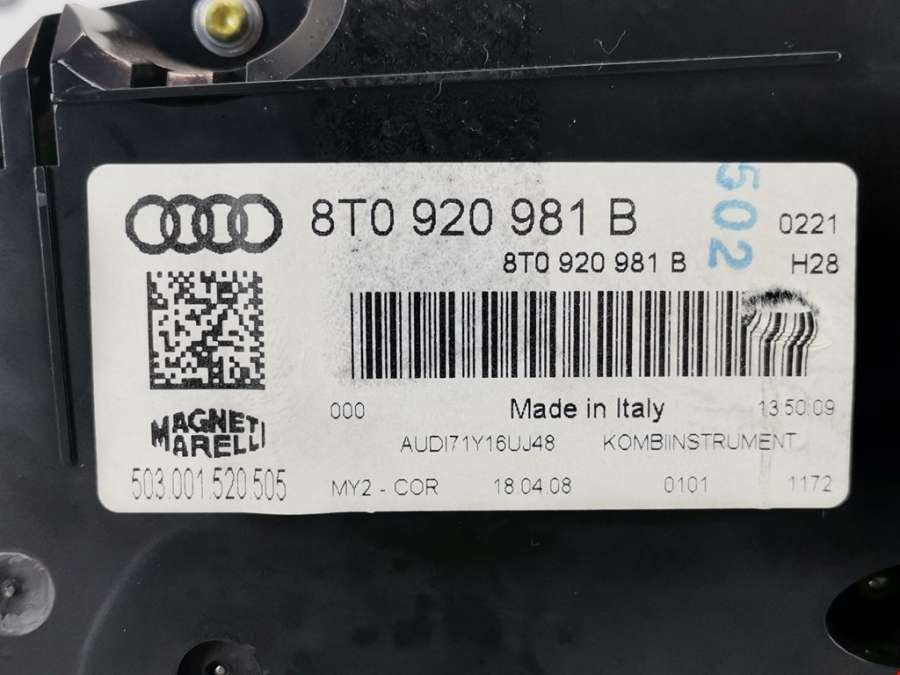 8T0 920 981 B
0221
8T0 920 981 B
H28
502
000
Made in Italy
13:50:09
MAGNETI
MARELLI
AUDI71Y16UJ48 KOMBIINSTRUMENT
503.001.520.505
MY2 - COR 18.04.08 0101 1172